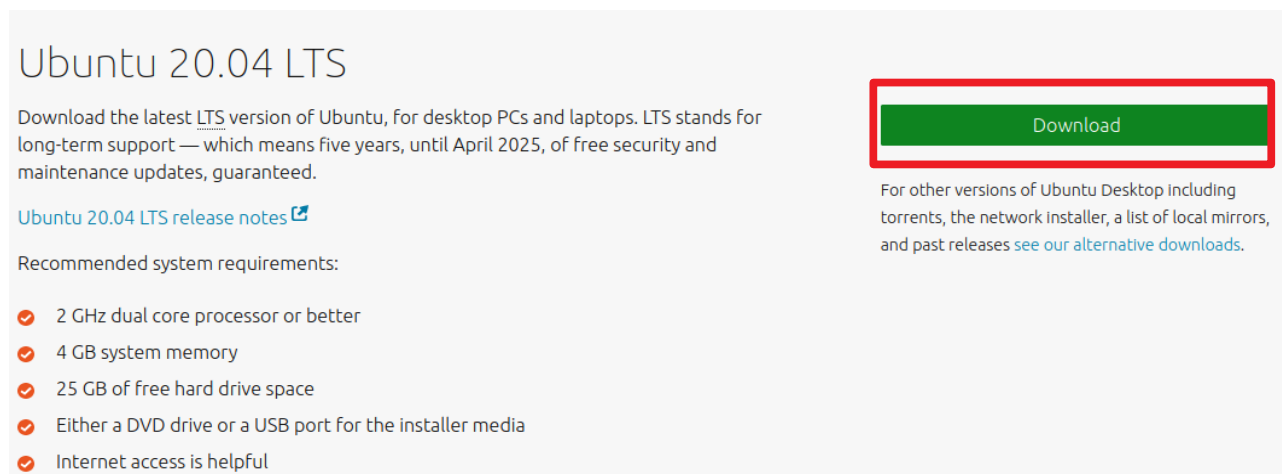 Ubuntu 20.04 LTS
Download the latest LTS version of Ubuntu, for desktop PCs and laptops. LTS stands for
long-term support — which means five years, until April 2025, of free security and
maintenance updates, guaranteed.
Ubuntu 20.04 LTS release notes
Recommended system requirements:
2 GHz dual core processor or better
4 GB system memory
25 GB of free hard drive space
Either a DVD drive or a USB port for the installer media
Internet access is helpful
Download
For other versions of Ubuntu Desktop including
torrents, the network installer, a list of local mirrors,
and past releases see our alternative downloads.